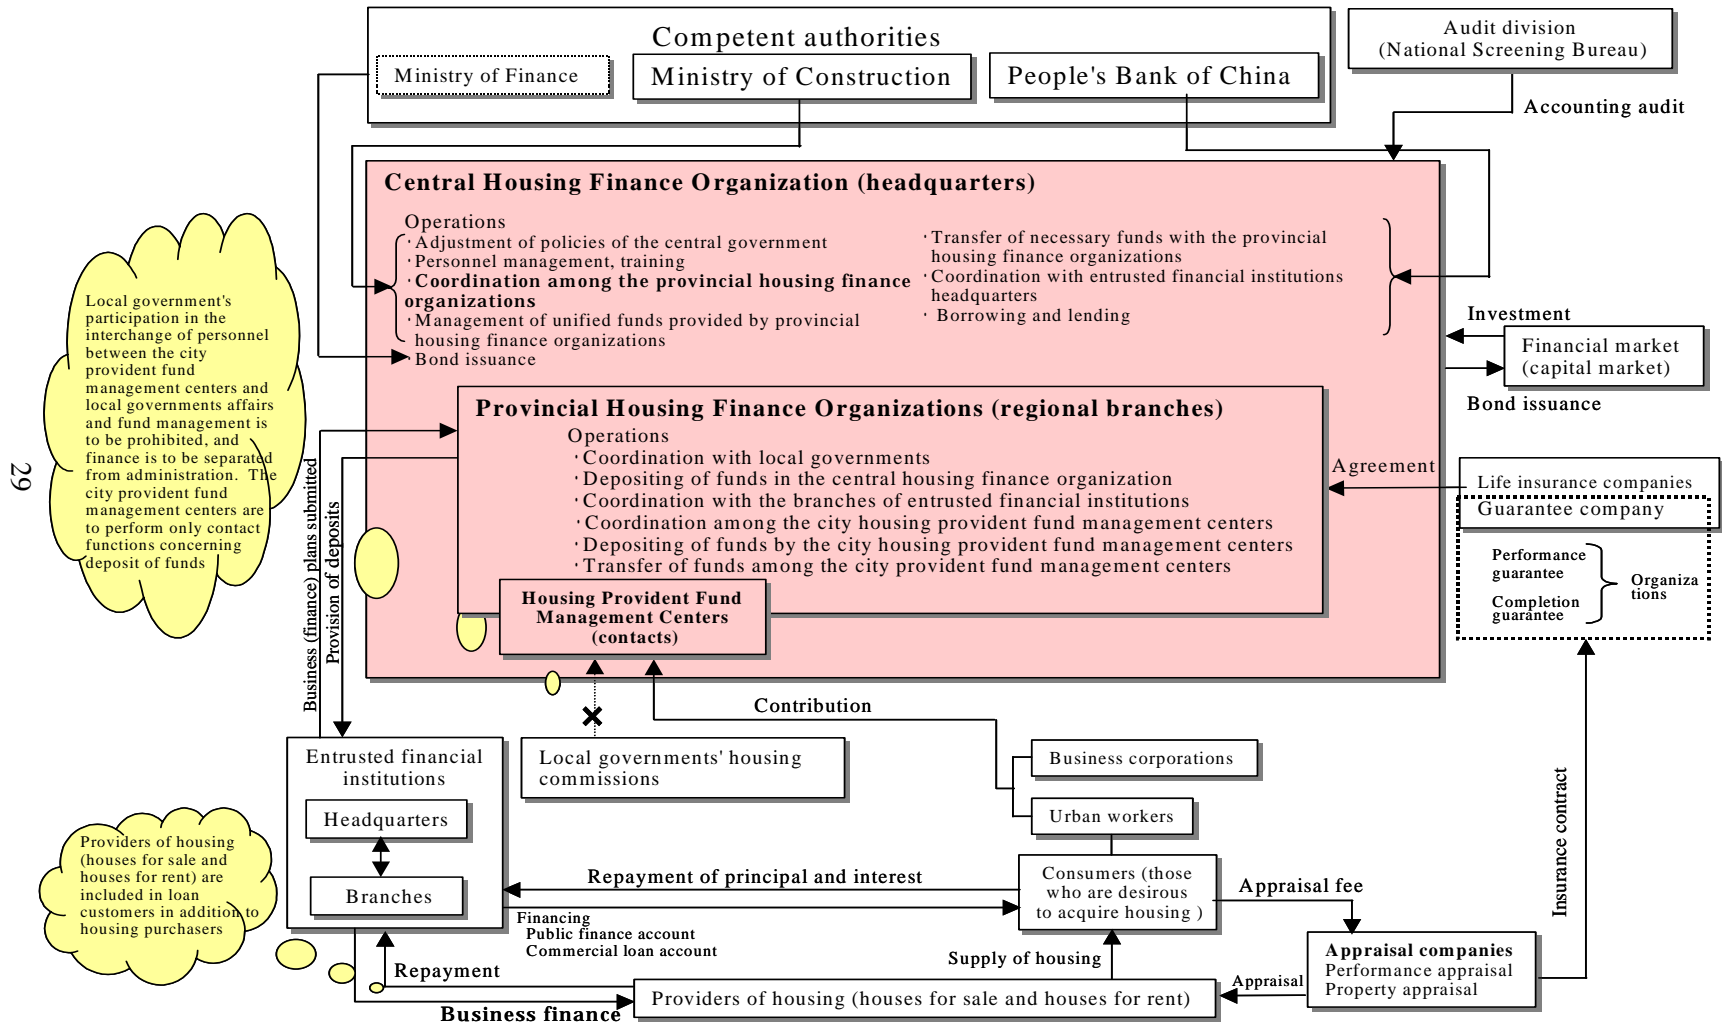 Competent authorities
Ministry of Finance
Ministry of Construction
People's Bank of China
Audit division
(National Screening Bureau)
Accounting audit
Central Housing Finance Organization (headquarters)
Operations
·Adjustment of policies of the central government
·Personnel management, training
·Coordination among the provincial housing finance
organizations
·Management of unified funds provided by provincial
housing finance organizations
·Bond issuance
·Transfer of necessary funds with the provincial
housing finance organizations
·Coordination with entrusted financial institutions
headquarters
· Borrowing and lending
Investment
Financial market
(capital market)
Bond issuance
Local government's
participation in the
interchange of personnel
between the city
provident fund
management centers and
local governments affairs
and fund management is
to be prohibited, and
finance is to be separated
from administration. The
city provident fund
management centers are
to perform only contact
functions concerning
deposit of funds
29
Provincial Housing Finance Organizations (regional branches)
Operations
·Coordination with local governments
·Depositing of funds in the central housing finance organization
·Coordination with the branches of entrusted financial institutions
·Coordination among the city housing provident fund management centers
·Depositing of funds by the city housing provident fund management centers
·Transfer of funds among the city provident fund management centers
Agreement
Life insurance companies
Guarantee company
Performance
guarantee
Completion
guarantee
Organiza
tions
Housing Provident Fund
Management Centers
(contacts)
Business (finance) plans submitted
Provision of deposits
Contribution
Entrusted financial
institutions
Headquarters
Branches
Local governments' housing
commissions
Business corporations
Urban workers
Insurance contract
Providers of housing
(houses for sale and
houses for rent) are
included in loan
customers in addition to
housing purchasers
Repayment of principal and interest
Financing
Public finance account
Commercial loan account
Consumers (those
who are desirous
to acquire housing )
Appraisal fee
Appraisal companies
Performance appraisal
Property appraisal
Supply of housing
Appraisal
Repayment
Providers of housing (houses for sale and houses for rent)
Business finance